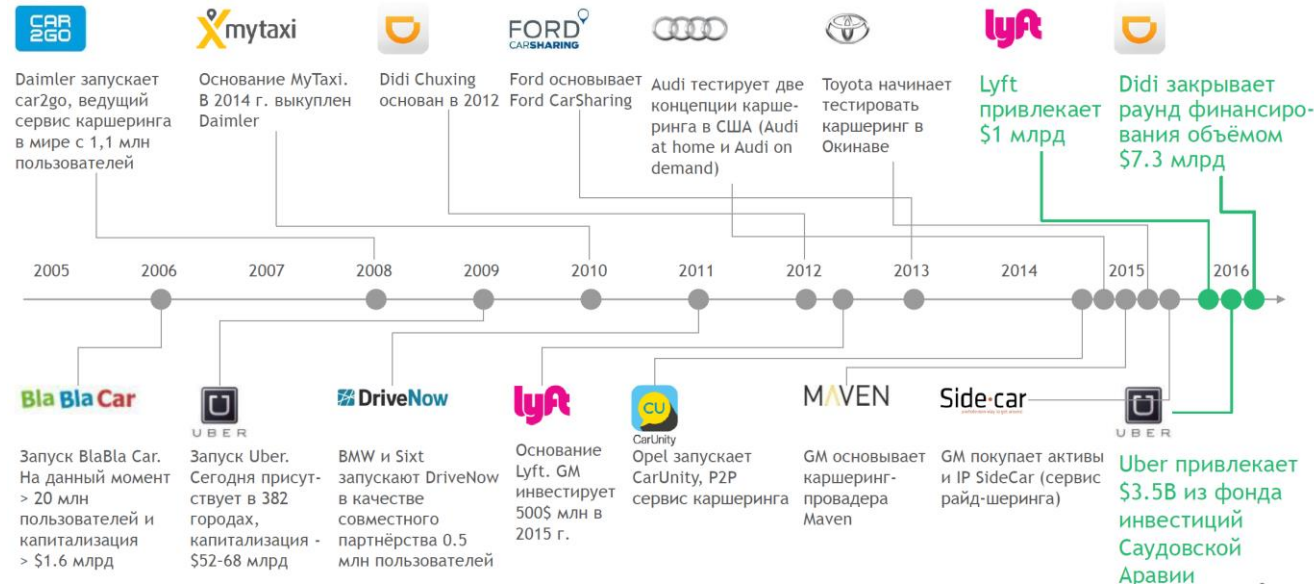 CAR
2GO
Daimler запускает
car2go, ведущий
сервис каршеринга
в мире с 1,1 млн
пользователей
mytaxi
Основание MyTaxi.
В 2014 г. выкуплен
Daimler
Didi Chuxing
основан в 2012
FORD
CARSHARING
Ford основывает
Ford CarSharing
Audi тестирует две
концепции карше-
ринга в США (Audi
at home и Audi on
demand)
Toyota начинает
тестировать
каршеринг в
Окинаве
lyft
Lyft
привлекает
$1 млрд
Didi закрывает
раунд финансиро-
вания объёмом
$7.3 млрд
2005 2006 2007 2008 2009 2010 2011 2012 2013 2014 2015 2016
Bla Bla Car
Запуск BlaBla Car.
На данный момент
> 20 млн
пользователей и
капитализация
> $1.6 млрд
UBER
Запуск Uber.
Сегодня присут-
ствует в 382
городах,
капитализация -
$52-68 млрд
DriveNow
BMW и Sixt
запускают DriveNow
в качестве
совместного
партнёрства 0.5
млн пользователей
lyft
Основание
Lyft. GM
инвестирует
500$ млн в
2015 г.
CU
CarUnity
Opel запускает
CarUnity, P2P
сервис каршеринга
MAVEN
GM основывает
каршеринг-
провадера
Maven
Side·car
GM покупает активы
и IP SideCar (сервис
райд-шеринга)
UBER
Uber привлекает
$3.5B из фонда
инвестиций
Саудовской
Аравии